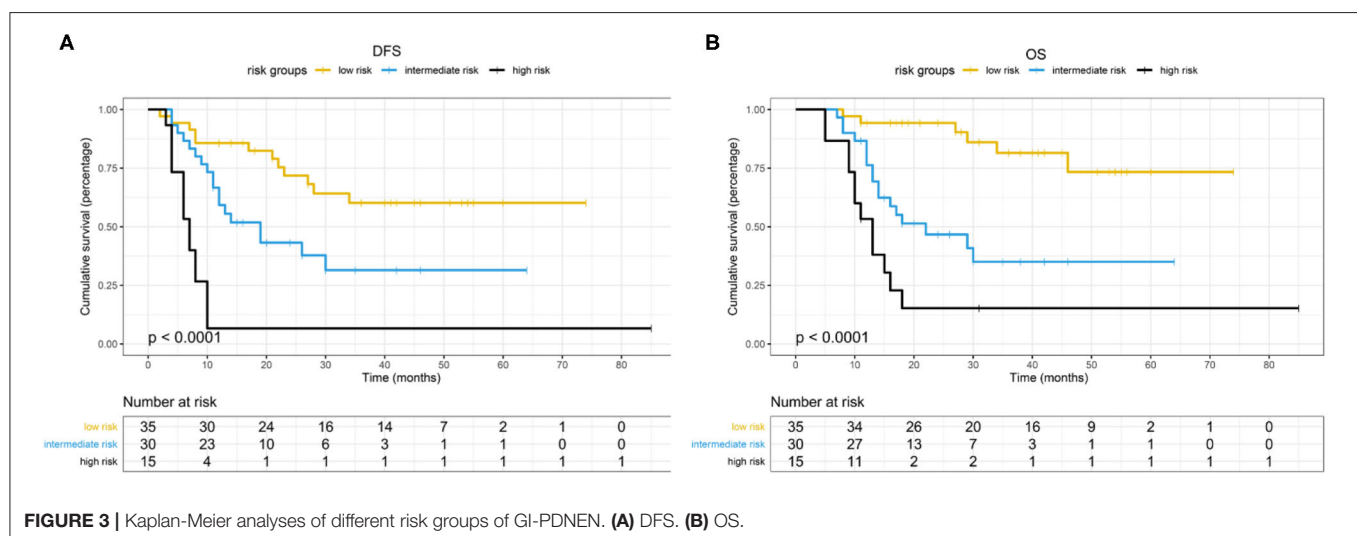 A
DFS
risk groups low risk intermediate risk high risk
Cumulative survival (percentage)
1.00
0.75
0.50
0.25
0.00
p < 0.0001
0 10 20 30 40 50 60 70 80
Time (months)
Number at risk
low risk 35 30 24 16 14 7 2 1 0
intermediate risk 30 23 10 6 3 1 1 0 0
high risk 15 4 1 1 1 1 1 1 1
B
OS
risk groups low risk intermediate risk high risk
Cumulative survival (percentage)
1.00
0.75
0.50
0.25
0.00
p < 0.0001
0 10 20 30 40 50 60 70 80
Time (months)
Number at risk
low risk 35 34 26 20 16 9 2 1 0
intermediate risk 30 27 13 7 3 1 1 0 0
high risk 15 11 2 2 1 1 1 1 1
FIGURE 3 | Kaplan-Meier analyses of different risk groups of GI-PDNEN. (A) DFS. (B) OS.